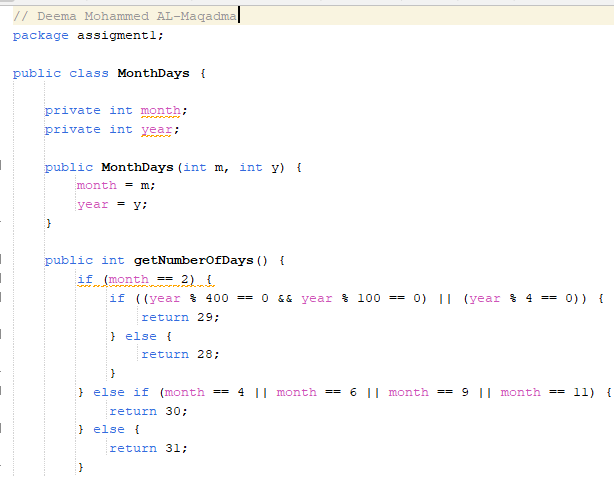 // Deema Mohammed AL-Maqadma
package assigment1;
public class MonthDays {
private int month;
private int year;
public MonthDays(int m, int y) {
month = m;
year = y;
}
public int getNumberOfDays() {
if (month == 2) {
if ((year % 400 == 0 && year % 100 == 0) || (year % 4 == 0)) {
return 29;
} else {
return 28;
}
} else if (month == 4 || month == 6 || month == 9 || month == 11) {
return 30;
} else {
return 31;
}